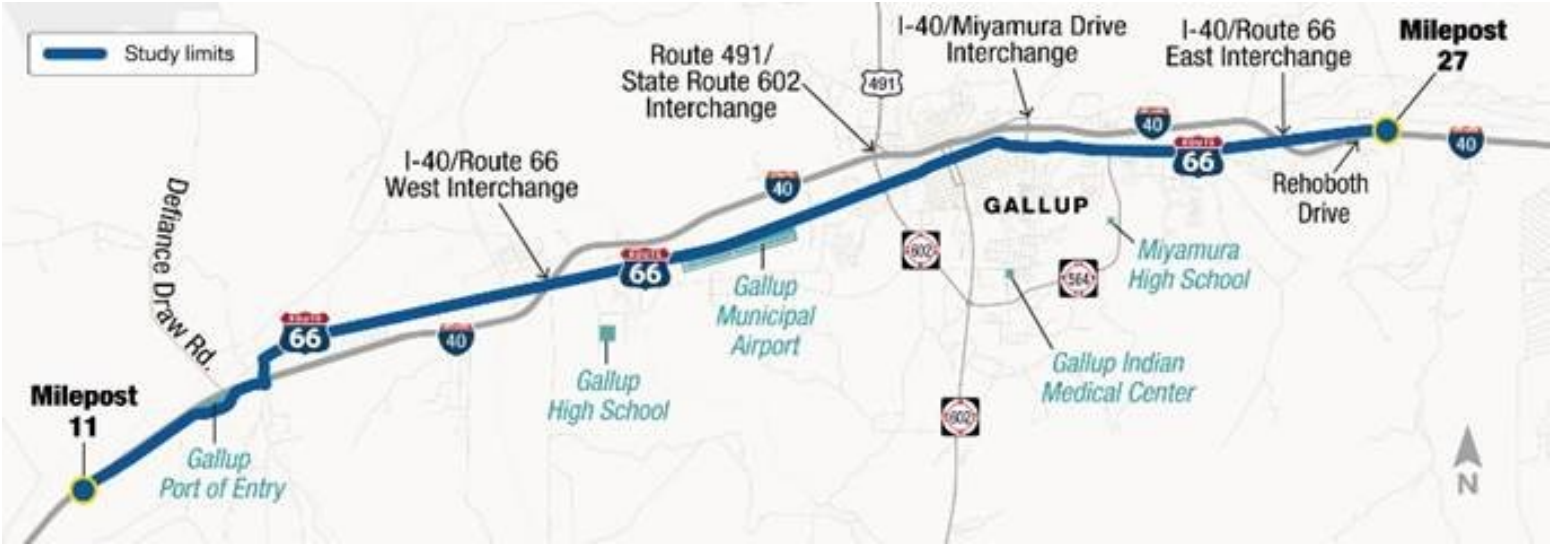 Study limits
Route 491/
State Route 602
Interchange
I-40/Miyamura Drive
Interchange
I-40/Route 66
East Interchange
Milepost
27
491
40
40
ROUTE
66
Rehoboth
Drive
I-40/Route 66
West Interchange
40
GALLUP
Defiance Draw Rd.
ROUTE
66
602
Miyamura
High School
564
Gallup
Municipal
Airport
ROUTE
66
40
Gallup Indian
Medical Center
Gallup
High School
Milepost
11
602
Gallup
Port of Entry
N